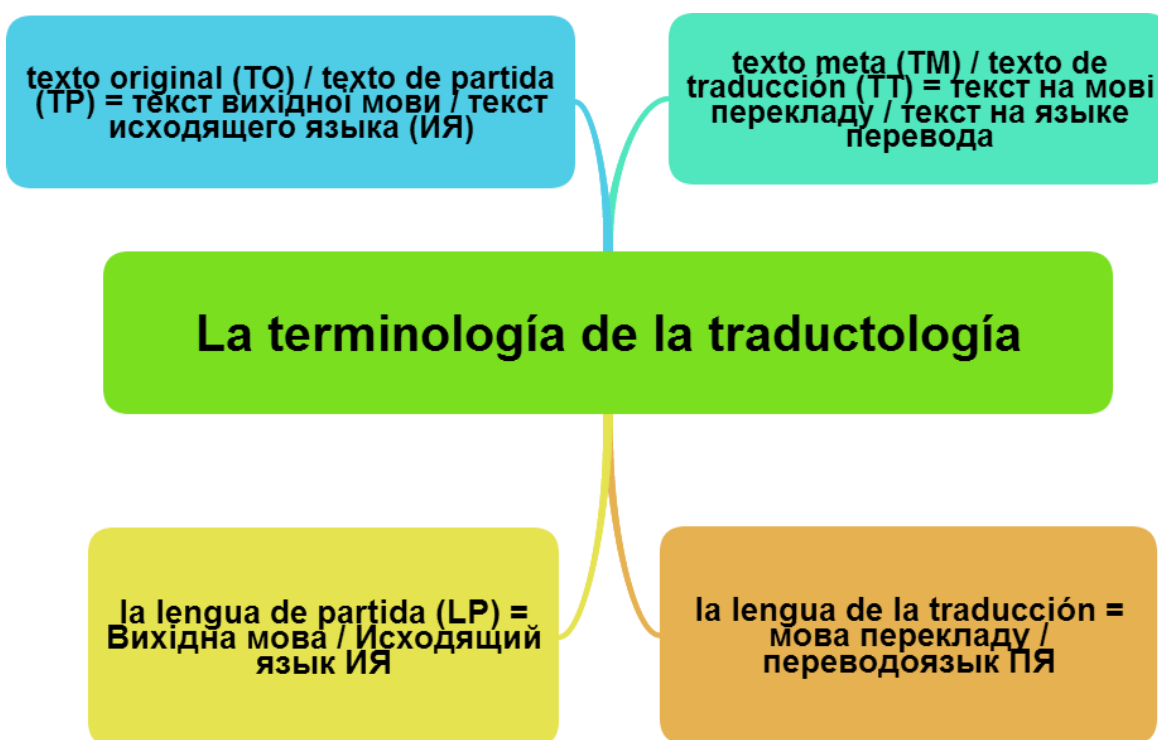 texto original (TO) / texto de partida
(TP) = текст вихідної мови / текст
исходящего языка (ИЯ)
texto meta (TM) / texto de
traducción (TT) = текст на мові
перекладу / текст на языке
перевода
La terminología de la traductología
la lengua de partida (LP) =
Вихідна мова / Исходящий
язык ИЯ
la lengua de la traducción =
мова перекладу /
переводоязык ПЯ